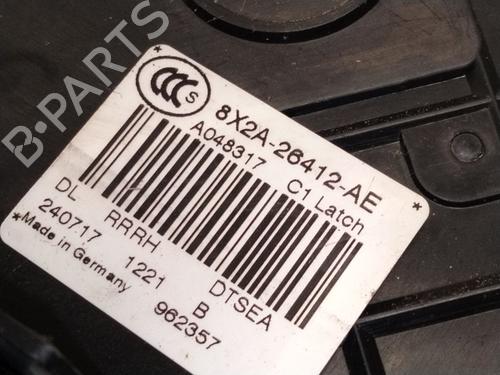 B-PARTS
CCC S
8X2A-26412-AE
A048317 C1 Latch
DL RRRH DTSEA
240717 1221 B 962357
*Made in Germany*